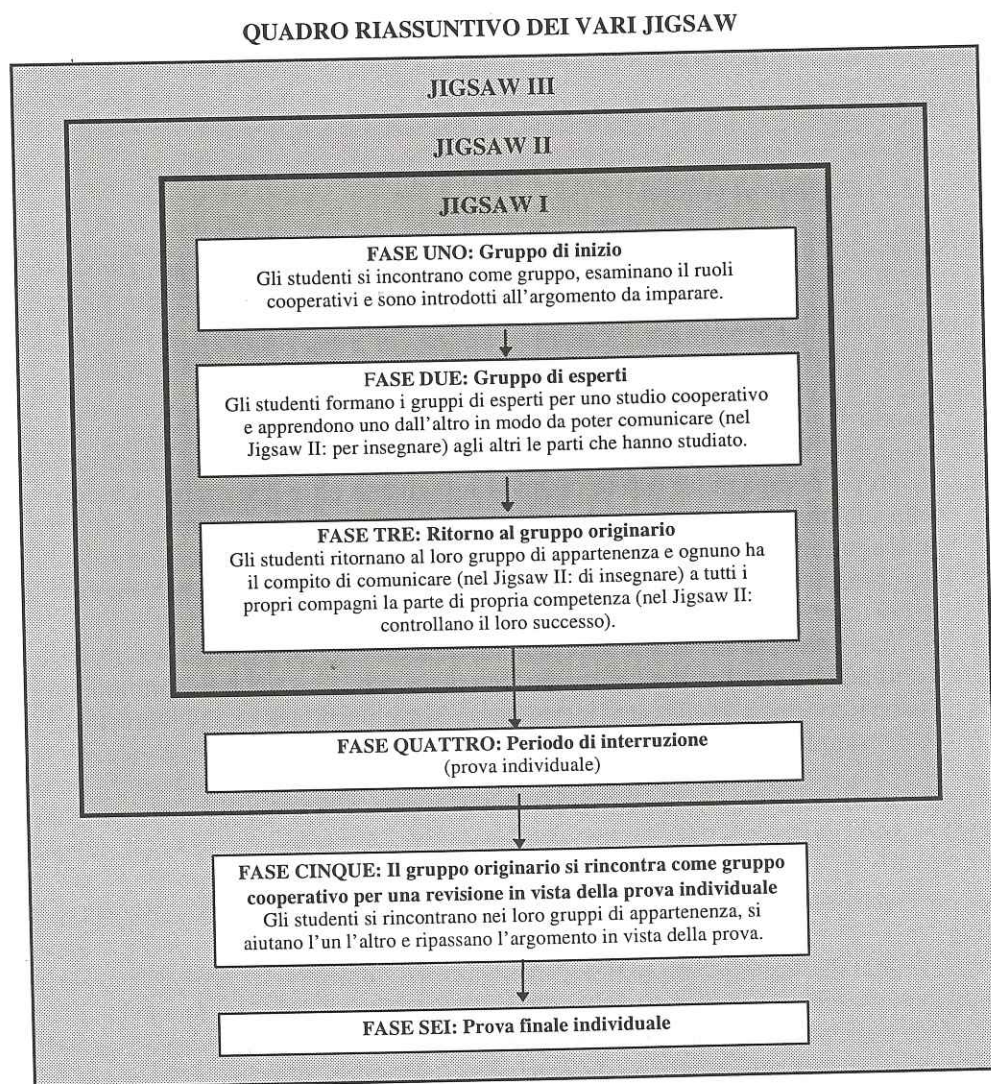 QUADRO RIASSUNTIVO DEI VARI JIGSAW
JIGSAW III
JIGSAW II
JIGSAW I
FASE UNO: Gruppo di inizio
Gli studenti si incontrano come gruppo, esaminano il ruoli
cooperativi e sono introdotti all'argomento da imparare.
FASE DUE: Gruppo di esperti
Gli studenti formano i gruppi di esperti per uno studio cooperativo
e apprendono uno dall'altro in modo da poter comunicare (nel
Jigsaw II: per insegnare) agli altri le parti che hanno studiato.
FASE TRE: Ritorno al gruppo originario
Gli studenti ritornano al loro gruppo di appartenenza e ognuno ha
il compito di comunicare (nel Jigsaw II: di insegnare) a tutti i
propri compagni la parte di propria competenza (nel Jigsaw II:
controllano il loro successo).
FASE QUATTRO: Periodo di interruzione
(prova individuale)
FASE CINQUE: Il gruppo originario si rincontra come gruppo
cooperativo per una revisione in vista della prova individuale
Gli studenti si rincontrano nei loro gruppi di appartenenza, si
aiutano l'un l'altro e ripassano l'argomento in vista della prova.
FASE SEI: Prova finale individuale